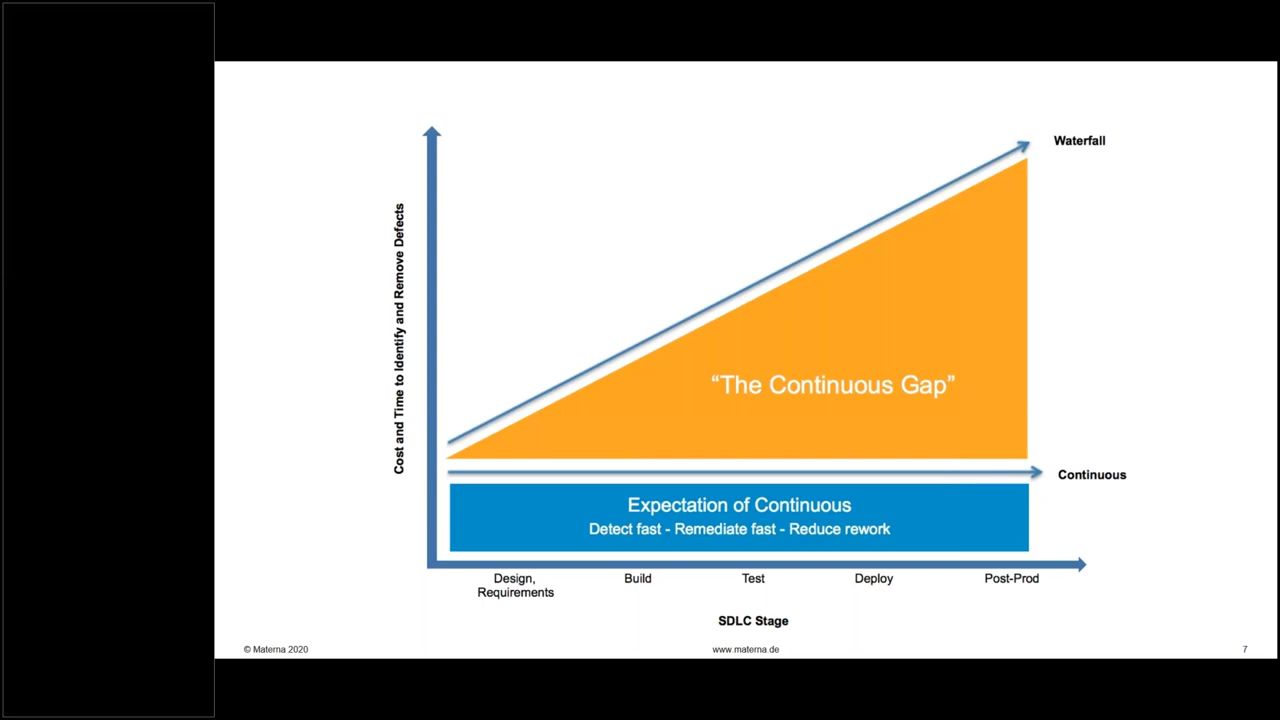 Waterfall
Cost and Time to Identify and Remove Defects
“The Continuous Gap”
Continuous
Expectation of Continuous
Detect fast - Remediate fast - Reduce rework
Design,
Requirements
Build
Test
Deploy
Post-Prod
SDLC Stage
© Materna 2020
www.materna.de
7